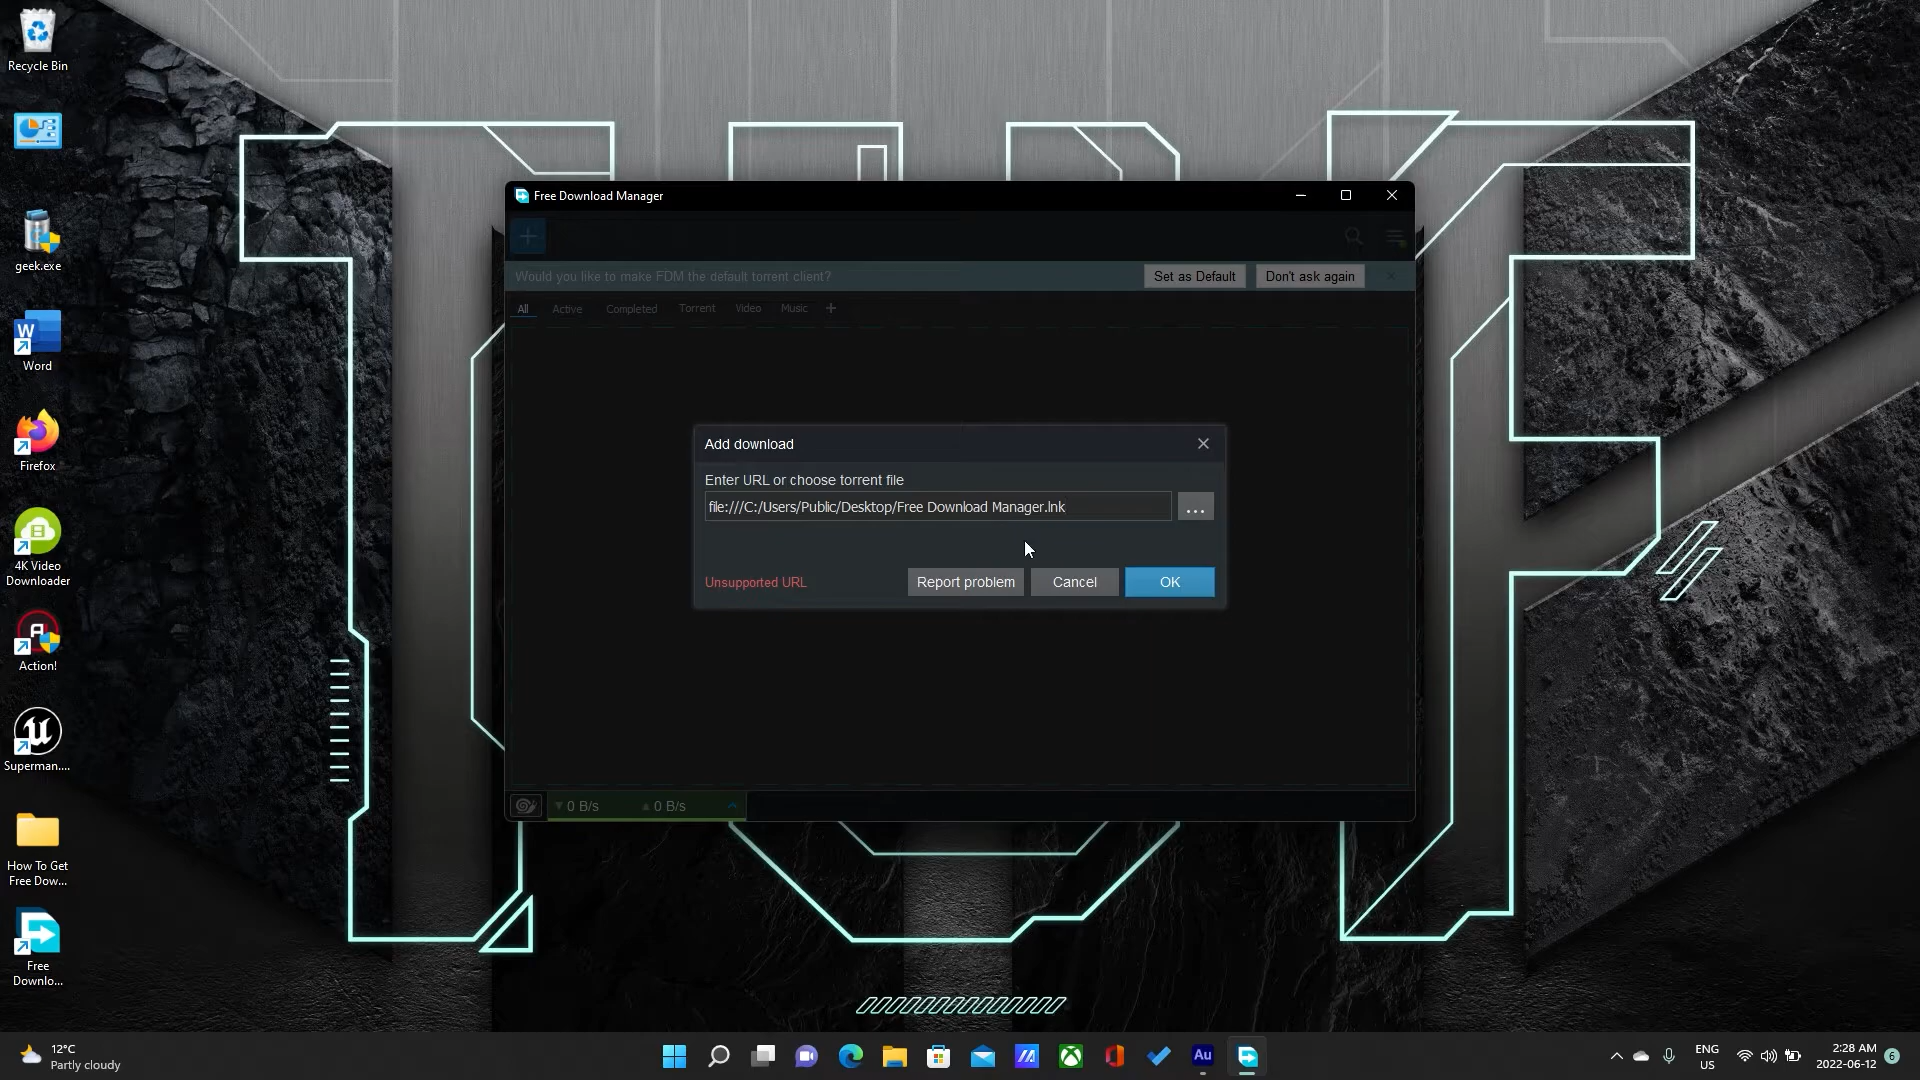 Recycle Bin
geek.exe
Word
Firefox
4K Video
Downloader
Action!
Superman....
How To Get
Free Dow...
Free
Downlo...
Free Download Manager
Would you like to make FDM the default torrent client?
Set as Default
Don't ask again
All
Active
Completed
Torrent
Video
Music
Add download
Enter URL or choose torrent file
file:///C:/Users/Public/Desktop/Free Download Manager.lnk
...
Unsupported URL
Report problem
Cancel
OK
0 B/s
0 B/s
12°C
Partly cloudy
Au
ENG
US
2:28 AM
2022-06-12
6